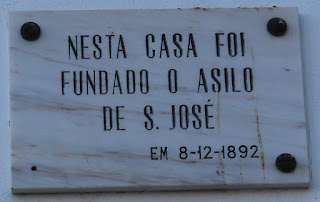 NESTA CASA FOI
FUNDADO O ASILO
DE S. JOSÉ
EM 8-12-1892